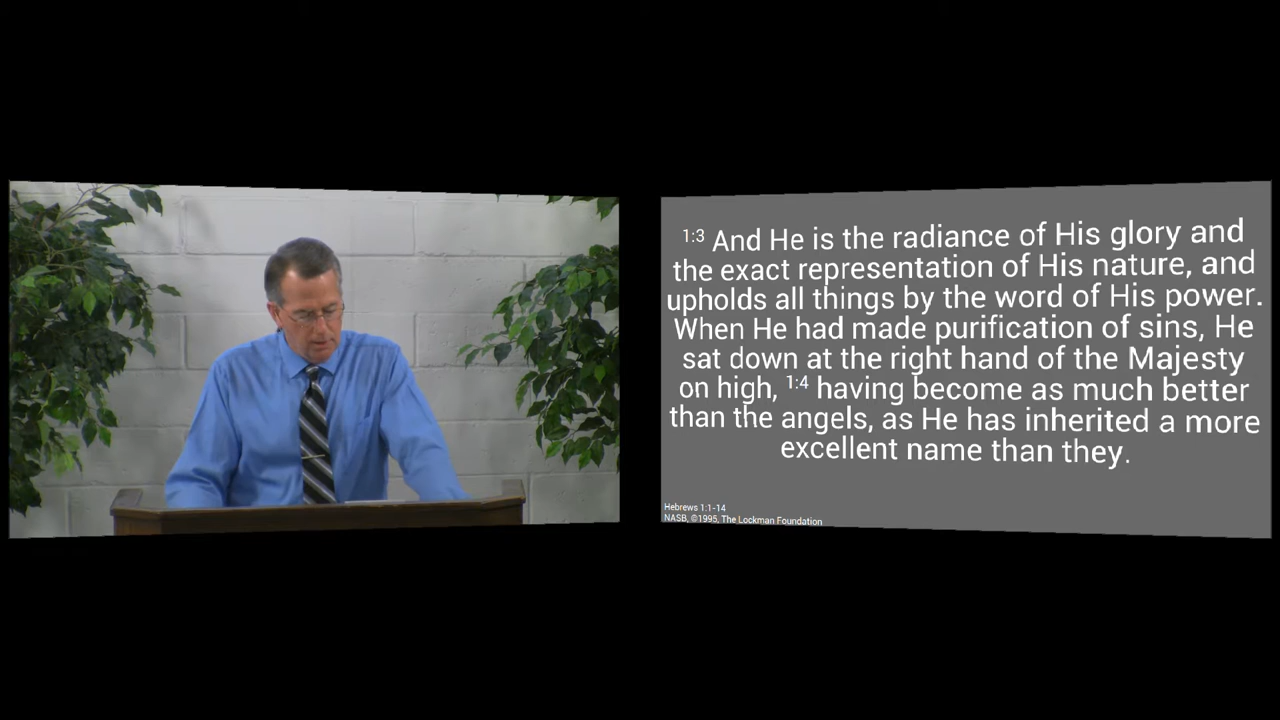 1:3 And He is the radiance of His glory and
the exact representation of His nature, and
upholds all things by the word of His power.
When He had made purification of sins, He
sat down at the right hand of the Majesty
on high, 1:4 having become as much better
than the angels, as He has inherited a more
excellent name than they.
Hebrews 1:1-14
NASB, ©1995, The Lockman Foundation